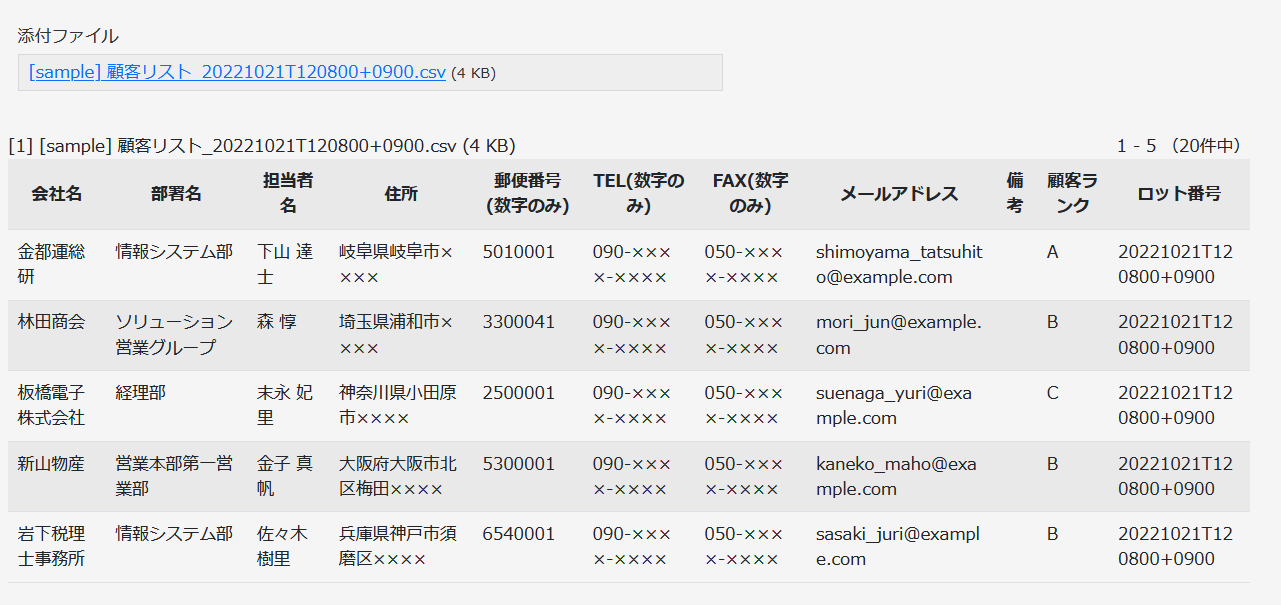 添付ファイル
[sample] 顧客リスト_20221021T120800+0900.csv (4 KB)
[1] [sample] 顧客リスト_20221021T120800+0900.csv (4 KB) 1 - 5 （20件中）
会社名 部署名 担当者名 住所 郵便番号(数字のみ) TEL(数字のみ) FAX(数字のみ) メールアドレス 備考 顧客ランク ロット番号
金都運総研 情報システム部 下山 達士 岐阜県岐阜市×××× 5010001 090-××××-×××× 050-××××-×××× shimoyama_tatsuhito@example.com A 20221021T120800+0900
林田商会 ソリューション営業グループ 森 惇 埼玉県浦和市×××× 3300041 090-××××-×××× 050-××××-×××× mori_jun@example.com B 20221021T120800+0900
板橋電子株式会社 経理部 末永 妃里 神奈川県小田原市×××× 2500001 090-××××-×××× 050-××××-×××× suenaga_yuri@example.com C 20221021T120800+0900
新山物産 営業本部第一営業部 金子 真帆 大阪府大阪市北区梅田×××× 5300001 090-××××-×××× 050-××××-×××× kaneko_maho@example.com B 20221021T120800+0900
岩下税理士事務所 情報システム部 佐々木 樹里 兵庫県神戸市須磨区×××× 6540001 090-××××-×××× 050-××××-×××× sasaki_juri@example.com B 20221021T120800+0900